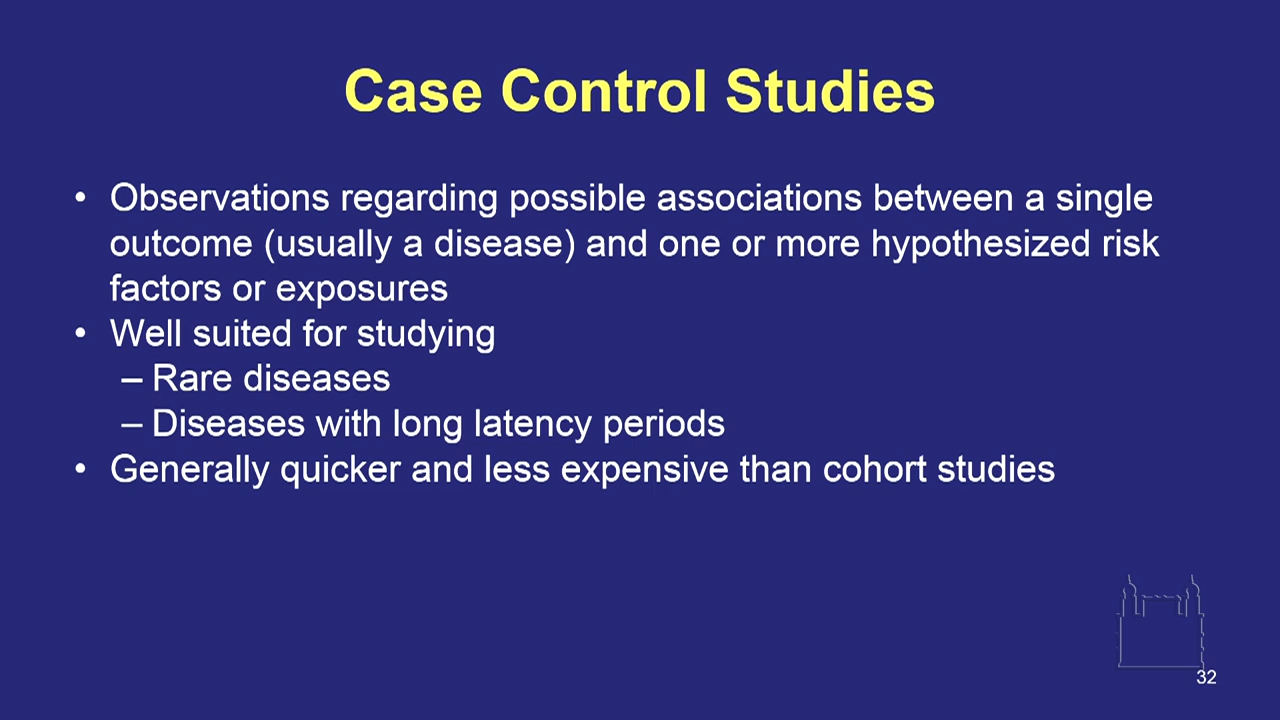 Case Control Studies
• Observations regarding possible associations between a single
outcome (usually a disease) and one or more hypothesized risk
factors or exposures
• Well suited for studying
– Rare diseases
– Diseases with long latency periods
• Generally quicker and less expensive than cohort studies
32